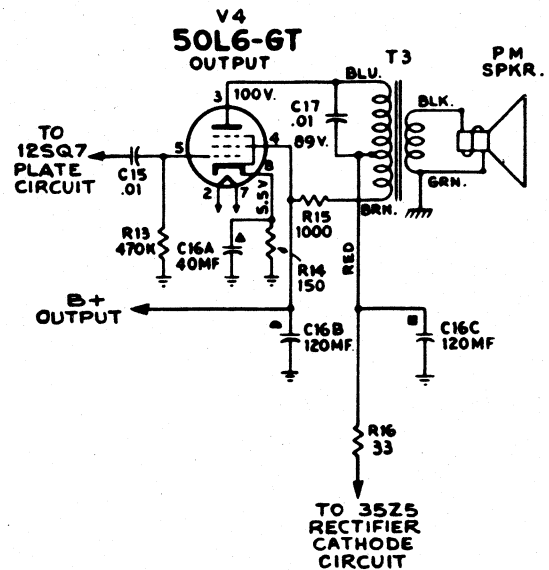 V4
50L6-GT
OUTPUT
T3
PM
SPKR.
BLU.
3
100V.
C17
.01
89V.
BLK.
GRN.
TO
12SQ7
PLATE
CIRCUIT
C15
.01
5
4
8
2
7
5.5V
R15
1000
BRN.
RED
R13
470K
C16A
40MF
R14
150
B+
OUTPUT
C16B
120MF.
C16C
120MF
R16
33
TO 35Z5
RECTIFIER
CATHODE
CIRCUIT